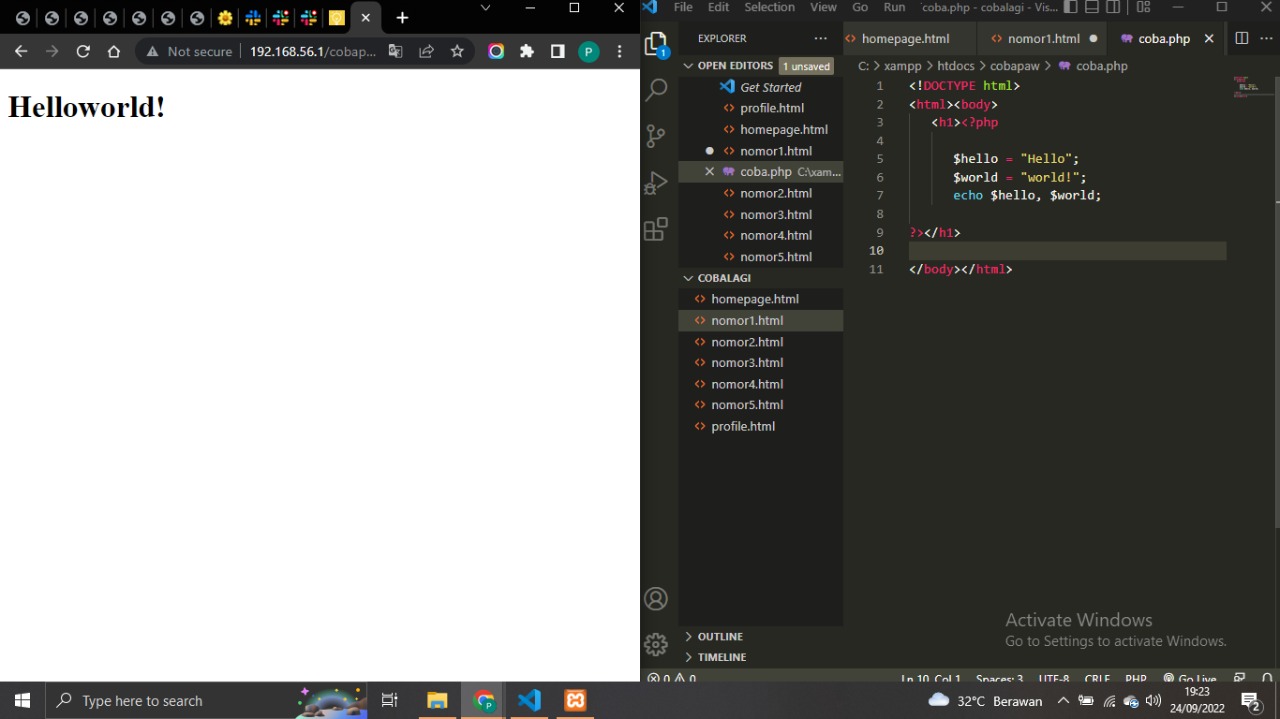 Not secure
192.168.56.1/cobap...
Helloworld!
File Edit Selection View Go Run coba.php - cobalagi - Vis...
EXPLORER
homepage.html
nomor1.html
coba.php
OPEN EDITORS
1 unsaved
C: > xampp > htdocs > cobapaw > coba.php
Get Started
profile.html
homepage.html
nomor1.html
coba.php C:\xam...
nomor2.html
nomor3.html
nomor4.html
nomor5.html
COBALAGI
homepage.html
nomor1.html
nomor2.html
nomor3.html
nomor4.html
nomor5.html
profile.html
OUTLINE
TIMELINE
1 <!DOCTYPE html>
2 <html><body>
3 <h1><?php
4
5 $hello = "Hello";
6 $world = "world!";
7 echo $hello, $world;
8
9 ?></h1>
10
11 </body></html>
Activate Windows
Go to Settings to activate Windows.
0 0
Ln 10, Col 1 Spaces: 3 UTF-8 CRLF PHP Go Live
Type here to search
P
32°C Berawan
19:23
24/09/2022
2